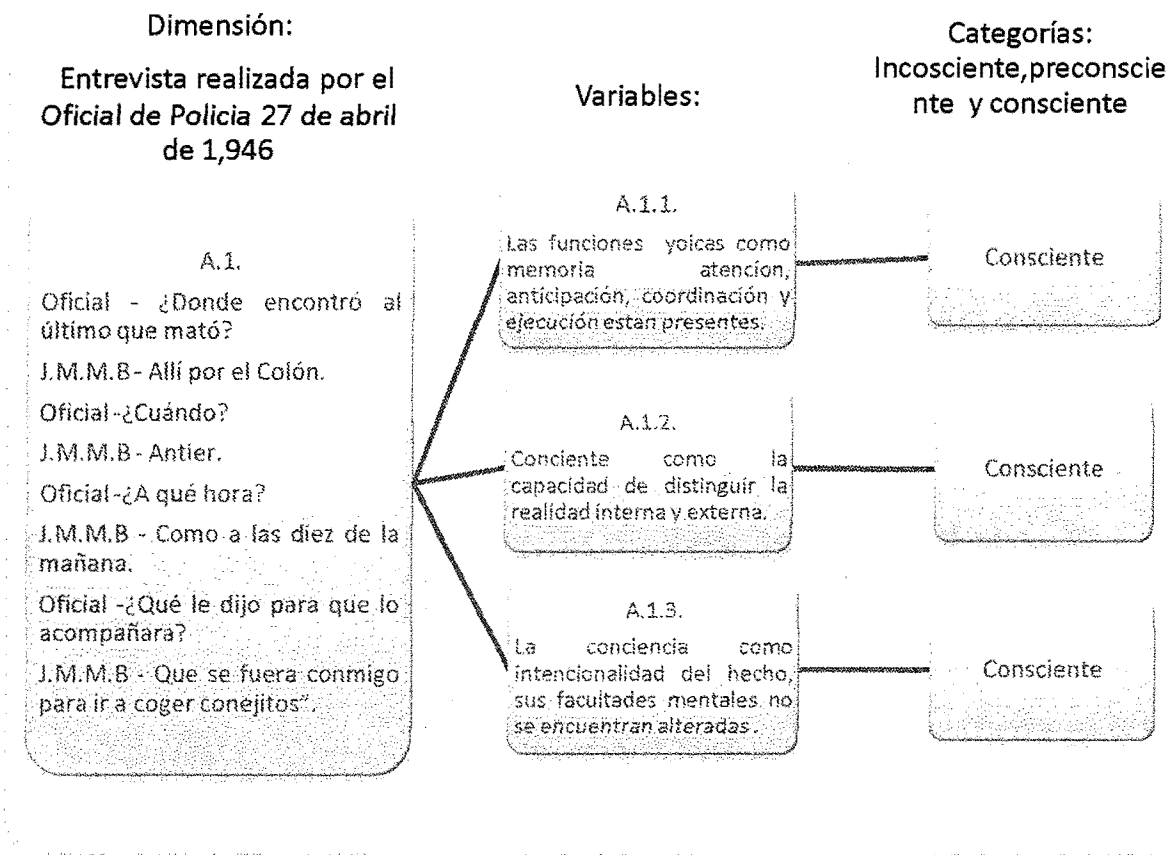 Dimensión:
Entrevista realizada por el
Oficial de Policia 27 de abril
de 1,946
Variables:
Categorías:
Incosciente,preconscie
nte y consciente
A.1.
Oficial - ¿Donde encontró al
último que mató?
J.M.M.B - Allí por el Colón.
Oficial -¿Cuándo?
J.M.M.B - Antier.
Oficial -¿A qué hora?
J.M.M.B - Como a las diez de la
mañana.
Oficial -¿Qué le dijo para que lo
acompañara?
J.M.M.B - Que se fuera conmigo
para ir a coger conejitos”.
A.1.1.
Las funciones yoicas como
memoria atencion,
anticipación, coordinación y
ejecución estan presentes.
Consciente
A.1.2.
Conciente como la
capacidad de distinguir la
realidad interna y externa.
Consciente
A.1.3.
La conciencia como
intencionalidad del hecho,
sus facultades mentales no
se encuentran alteradas .
Consciente